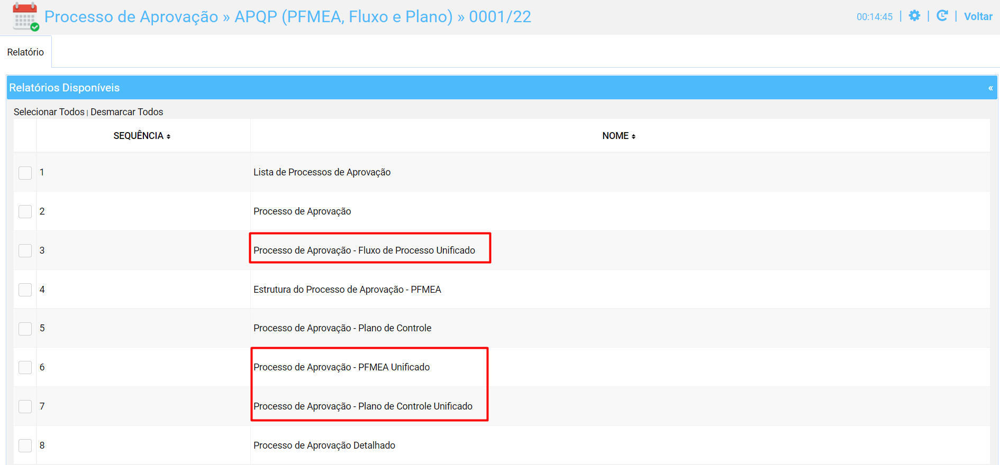 Processo de Aprovação » APQP (PFMEA, Fluxo e Plano) » 0001/22
00:14:45 | | | Voltar
Relatório
Relatórios Disponíveis «
Selecionar Todos | Desmarcar Todos
SEQUÊNCIA NOME
1 Lista de Processos de Aprovação
2 Processo de Aprovação
3 Processo de Aprovação - Fluxo de Processo Unificado
4 Estrutura do Processo de Aprovação - PFMEA
5 Processo de Aprovação - Plano de Controle
6 Processo de Aprovação - PFMEA Unificado
7 Processo de Aprovação - Plano de Controle Unificado
8 Processo de Aprovação Detalhado